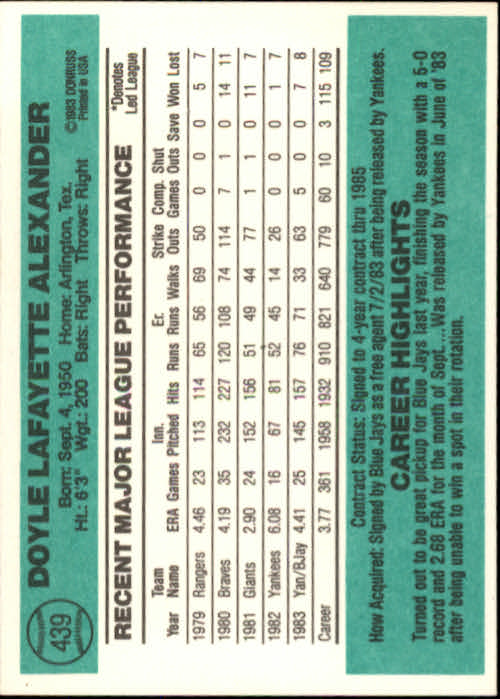 439
DOYLE LAFAYETTE ALEXANDER
Born: Sept. 4, 1950 Home: Arlington, Tex.
Ht.: 6'3" Wgt.: 200 Bats: Right Throws: Right
©1983 DONRUSS
Printed in USA
RECENT MAJOR LEAGUE PERFORMANCE
*Denotes
Led League
Team Inn. Er. Strike Comp. Shut
Year Name ERA Games Pitched Hits Runs Runs Walks Outs Games Outs Save Won Lost
1979 Rangers 4.46 23 113 114 65 56 69 50 0 0 0 5 7
1980 Braves 4.19 35 232 227 120 108 74 114 7 1 0 14 11
1981 Giants 2.90 24 152 156 51 49 44 77 1 1 0 11 7
1982 Yankees 6.08 16 67 81 52 45 14 26 0 0 0 1 7
1983 Yan/BJay 4.41 25 145 157 76 71 33 63 5 0 0 7 8
Career 3.77 361 1958 1932 910 821 640 779 60 10 3 115 109
Contract Status: Signed to 4-year contract thru 1985
How Acquired: Signed by Blue Jays as a free agent 7/2/83 after being released by Yankees.
CAREER HIGHLIGHTS
Turned out to be great pickup for Blue Jays last year, finishing the season with a 5-0
record and 2.68 ERA for the month of Sept. ... Was released by Yankees in June of '83
after being unable to win a spot in their rotation.